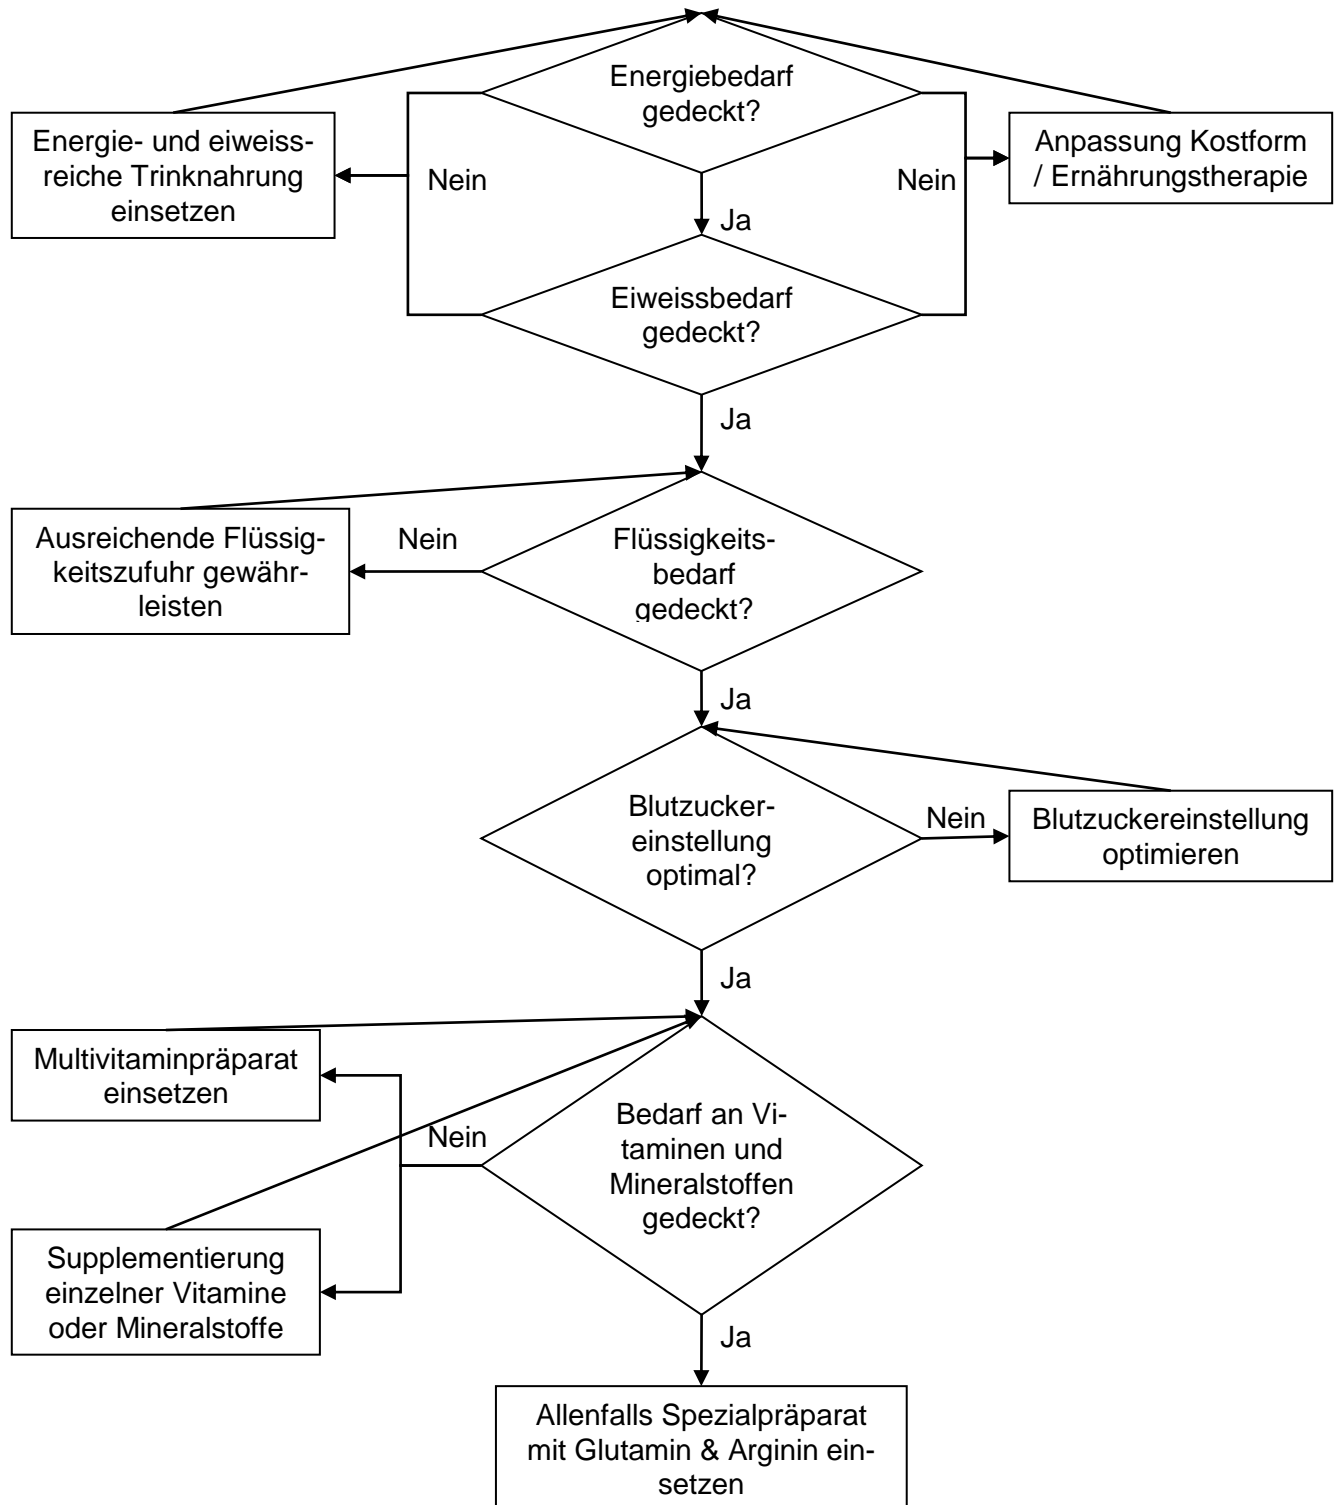 Energiebedarf
gedeckt?
Energie- und eiweiss-
reiche Trinknahrung
einsetzen
Nein
Nein
Anpassung Kostform
/ Ernährungstherapie
Ja
Eiweissbedarf
gedeckt?
Ja
Ausreichende Flüssig-
keitszufuhr gewähr-
leisten
Nein
Flüssigkeits-
bedarf
gedeckt?
Ja
Blutzucker-
einstellung
optimal?
Nein
Blutzuckereinstellung
optimieren
Ja
Multivitaminpräparat
einsetzen
Nein
Bedarf an Vi-
taminen und
Mineralstoffen
gedeckt?
Supplementierung
einzelner Vitamine
oder Mineralstoffe
Ja
Allenfalls Spezialpräparat
mit Glutamin & Arginin ein-
setzen